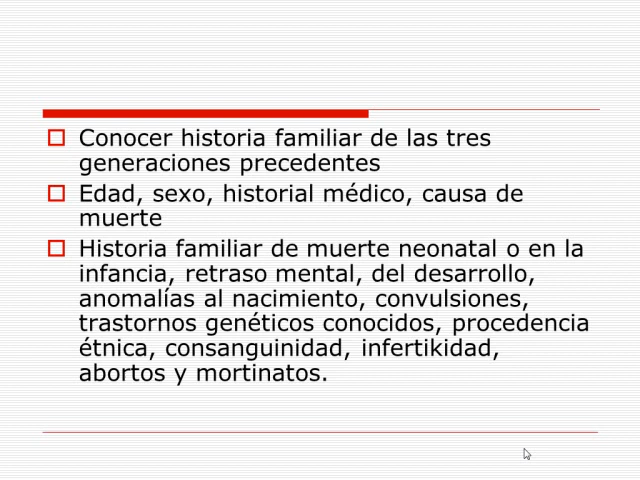 Conocer historia familiar de las tres
generaciones precedentes
Edad, sexo, historial médico, causa de
muerte
Historia familiar de muerte neonatal o en la
infancia, retraso mental, del desarrollo,
anomalías al nacimiento, convulsiones,
trastornos genéticos conocidos, procedencia
étnica, consanguinidad, infertikidad,
abortos y mortinatos.